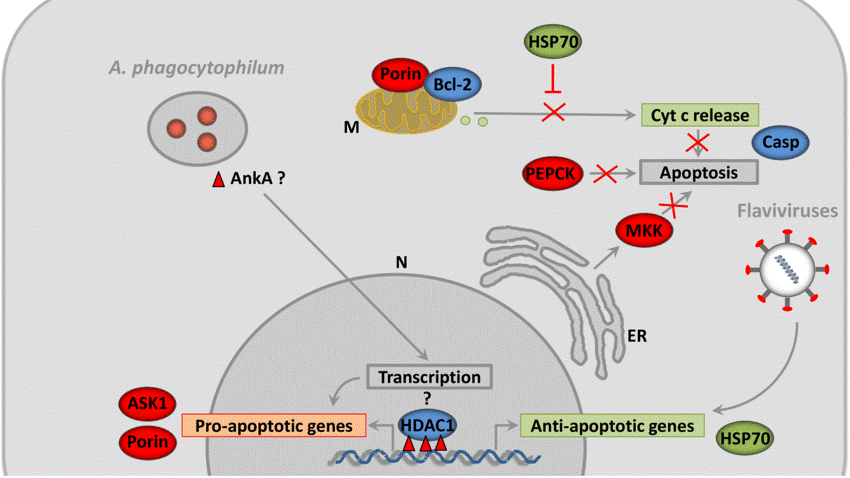 HSP70
A. phagocytophilum
Porin
Bcl-2
M
Cyt c release
Casp
AnkA ?
PEPCK
Apoptosis
MKK
Flaviviruses
N
ER
Transcription
?
ASK1
Pro-apoptotic genes
HDAC1
Anti-apoptotic genes
Porin
HSP70